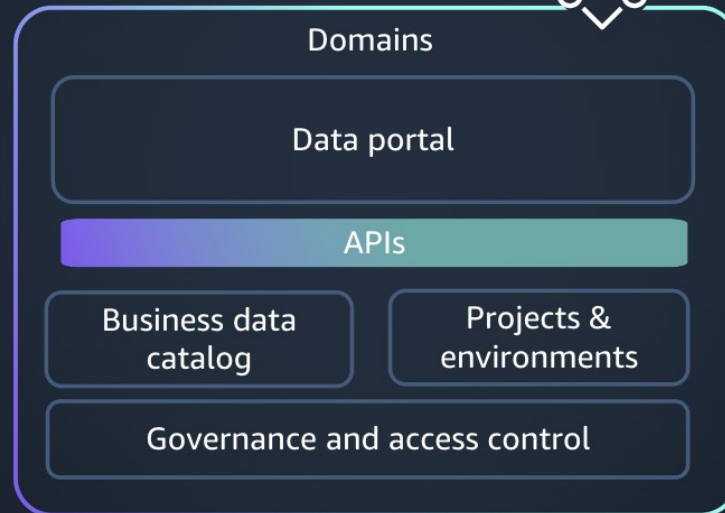 Domains
Data portal
APIs
Business data
catalog
Projects &
environments
Governance and access control